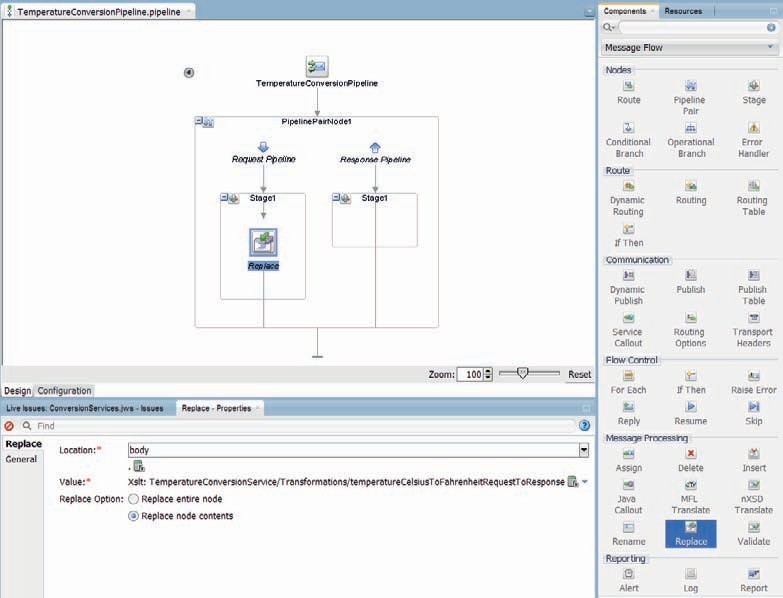 TemperatureConversionPipeline.pipeline
TemperatureConversionPipeline
PipelinePairNode1
Request Pipeline
Response Pipeline
Stage1
Stage1
Replace
Zoom: 100 Reset
Design Configuration
Live Issues: ConversionServices.jws - Issues
Replace - Properties
Find
Replace
General
Location:* body
Value:* Xslt: TemperatureConversionService/Transformations/temperatureCelsiusToFahrenheitRequestToResponse
Replace Option: Replace entire node
Replace node contents
Components Resources
Message Flow
Nodes
Route
Pipeline Pair
Stage
Conditional Branch
Operational Branch
Error Handler
Route
Dynamic Routing
Routing
Routing Table
If Then
Communication
Dynamic Publish
Publish
Publish Table
Service Callout
Routing Options
Transport Headers
Flow Control
For Each
If Then
Raise Error
Reply
Resume
Skip
Message Processing
Assign
Delete
Insert
Java Callout
MFL Translate
nXSD Translate
Rename
Replace
Validate
Reporting
Alert
Log
Report